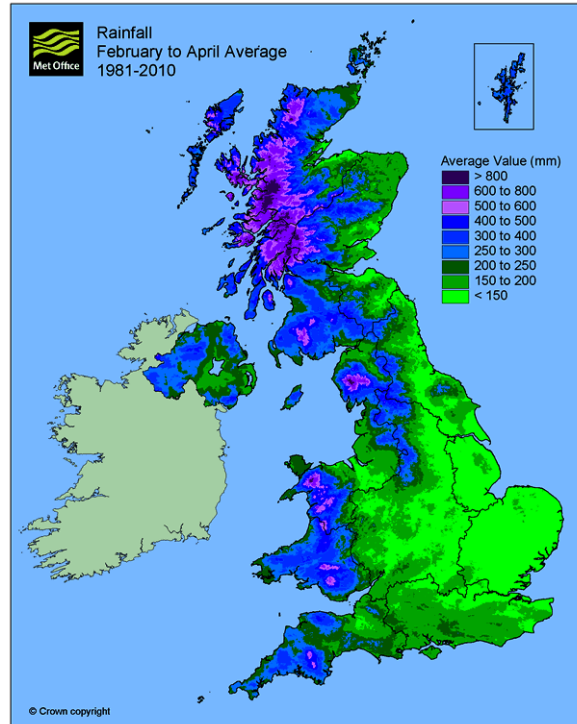 Met Office
Rainfall
February to April Average
1981-2010
Average Value (mm)
> 800
600 to 800
500 to 600
400 to 500
300 to 400
250 to 300
200 to 250
150 to 200
< 150
© Crown copyright